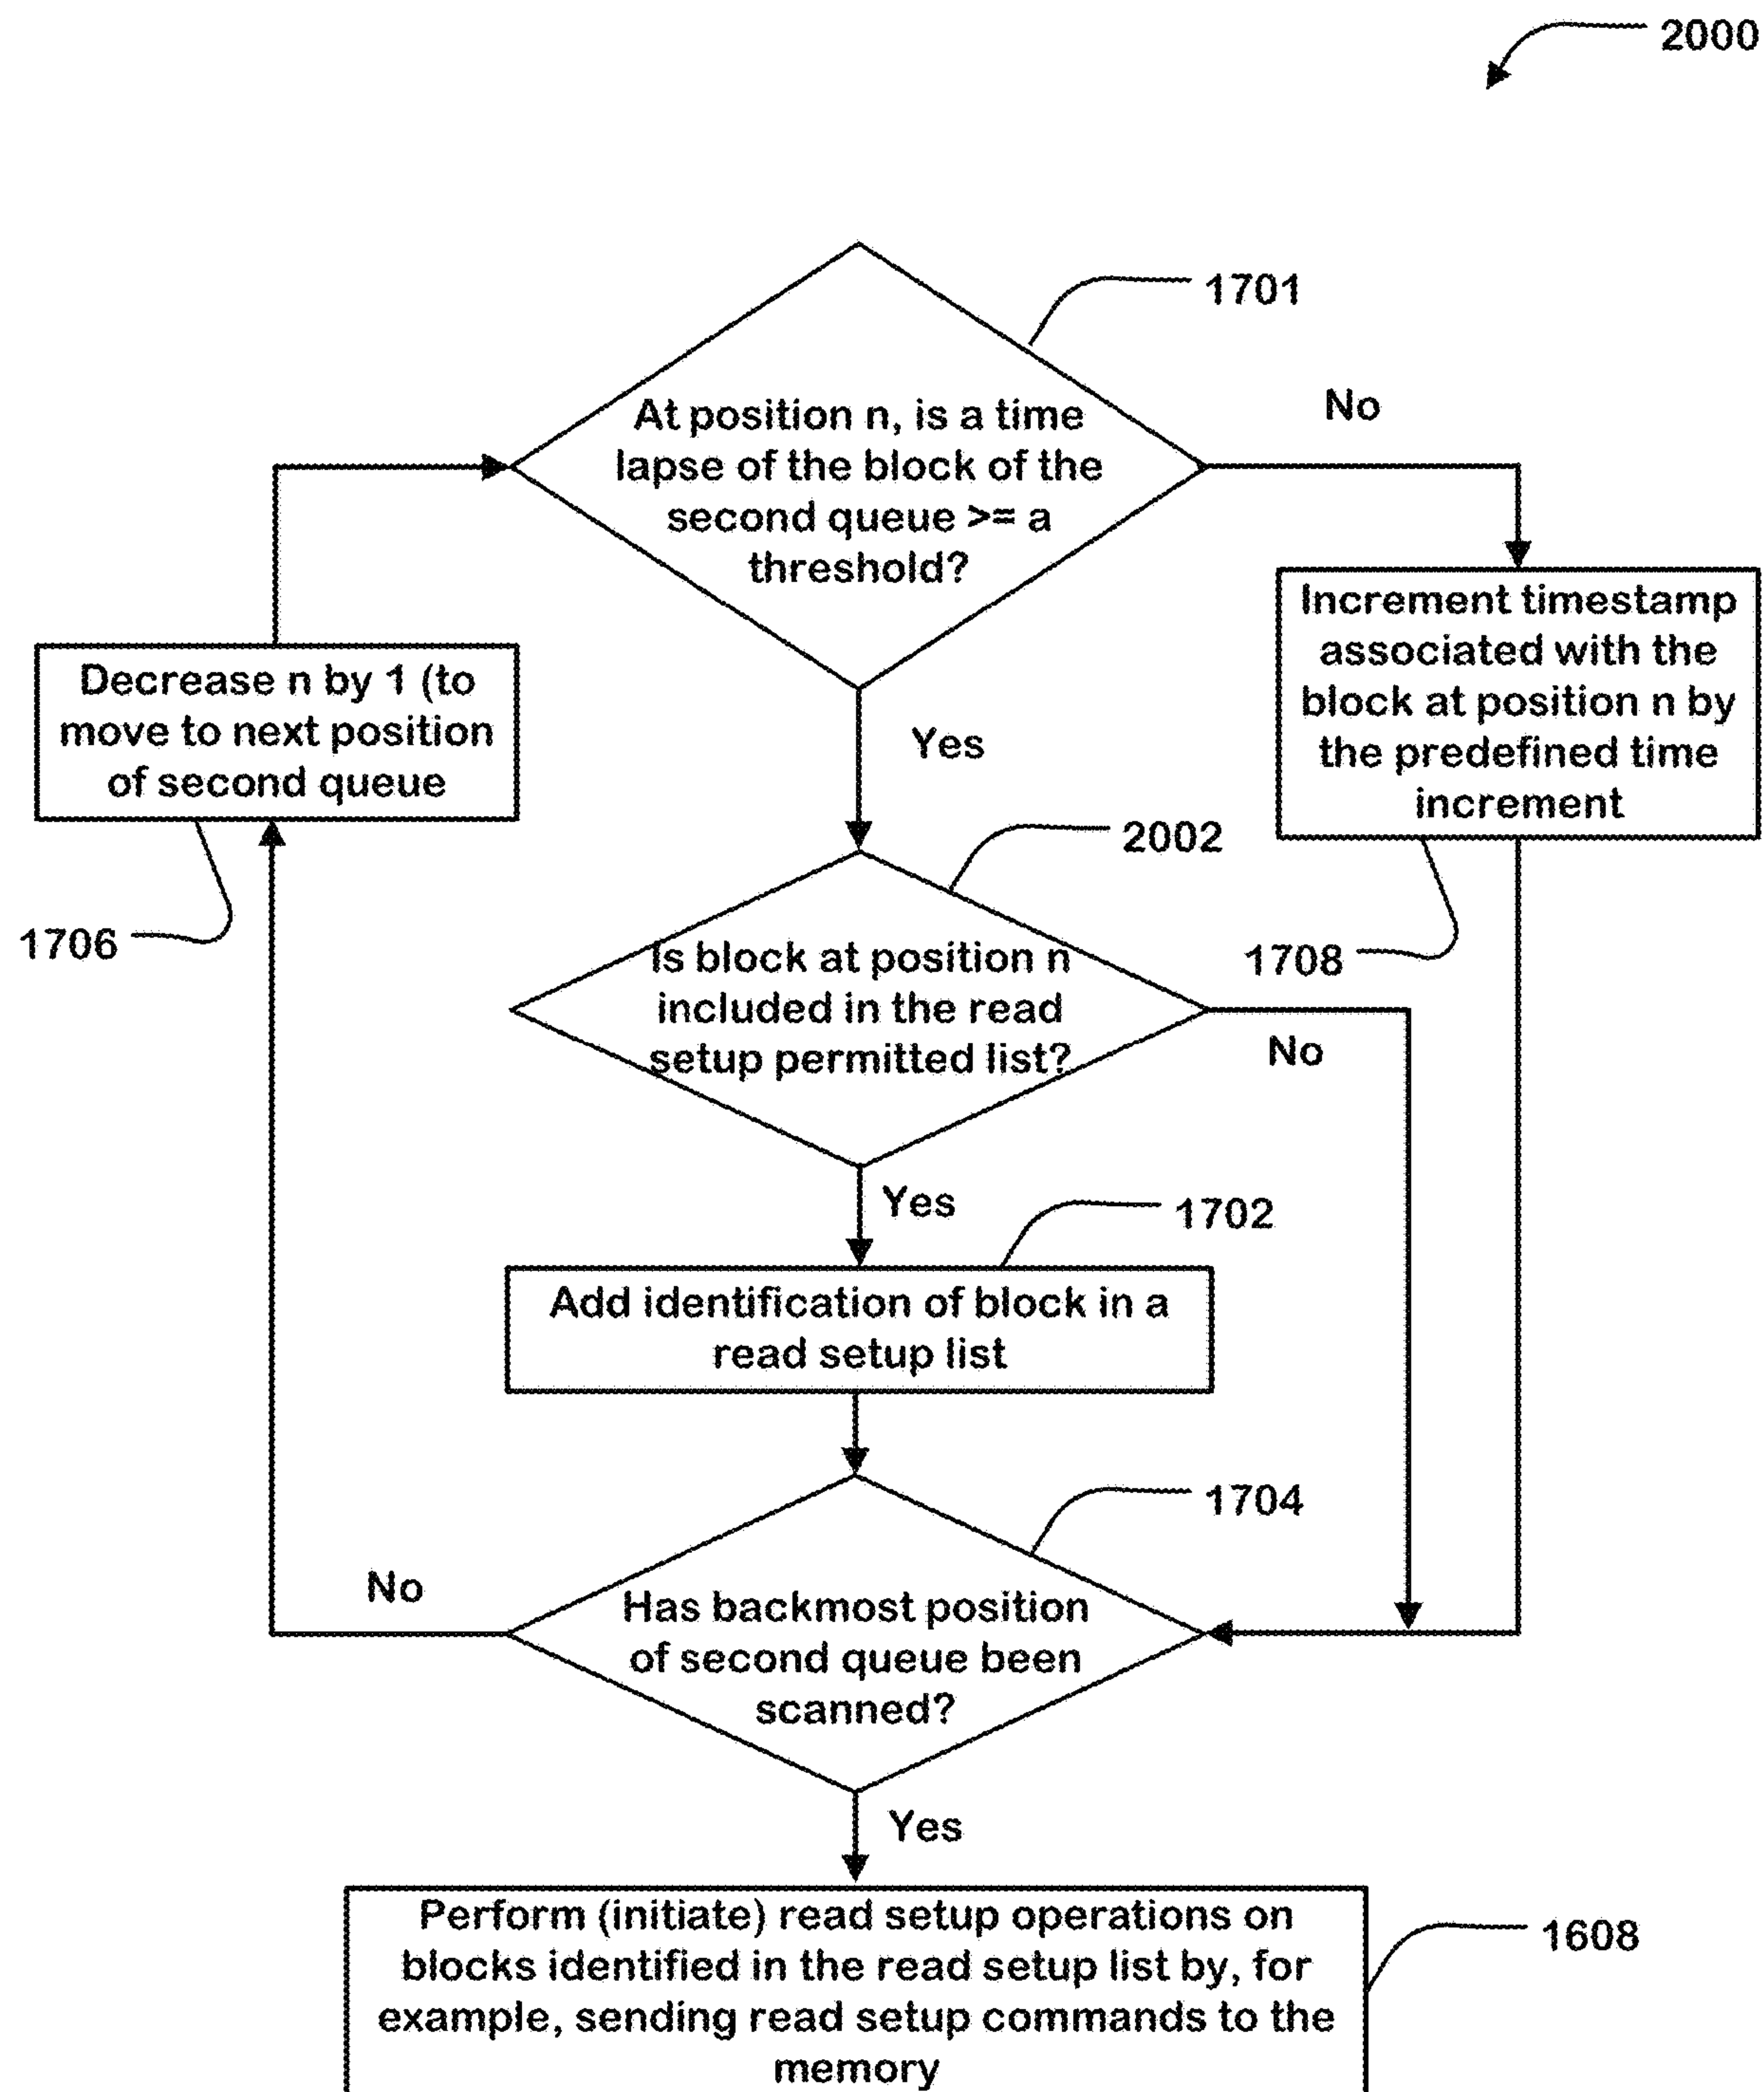 2000
1701
At position n, is a time
lapse of the block of the
second queue >= a
threshold?
No
Increment timestamp
associated with the
block at position n by
the predefined time
increment
Decrease n by 1 (to
move to next position
of second queue
Yes
2002
1706
1708
Is block at position n
included in the read
setup permitted list?
No
Yes
1702
Add identification of block in a
read setup list
1704
No
Has backmost position
of second queue been
scanned?
Yes
Perform (initiate) read setup operations on
blocks identified in the read setup list by, for
example, sending read setup commands to the
memory
1608